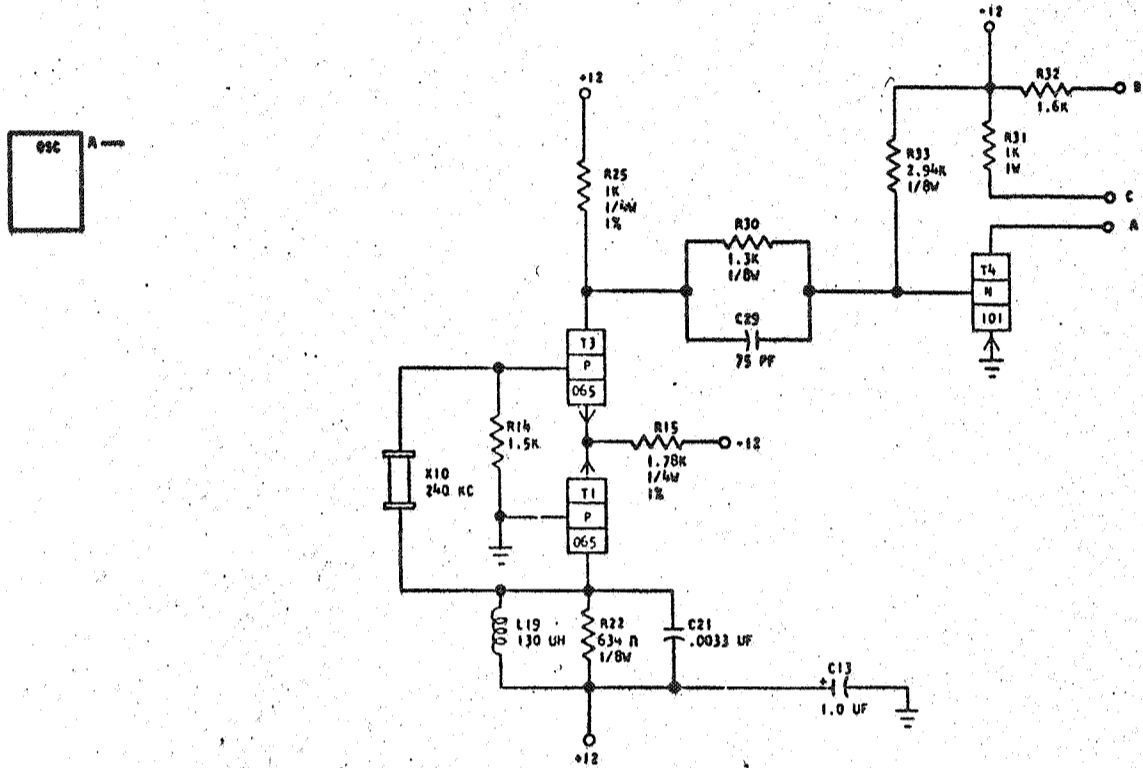 +12
R32
1.6K
B
+12
OSC
A
R33
2.94K
1/8W
R31
1K
1W
R25
1K
1/4W
1%
C
R30
1.3K
1/8W
A
T4
N
101
C29
75 PF
T3
P
065
R14
1.5K
R15
-12
1.78K
1/4W
1%
X10
240 KC
T1
P
065
L19
130 UH
R22
634 Ω
1/8W
C21
.0033 UF
C13
+
1.0 UF
+12